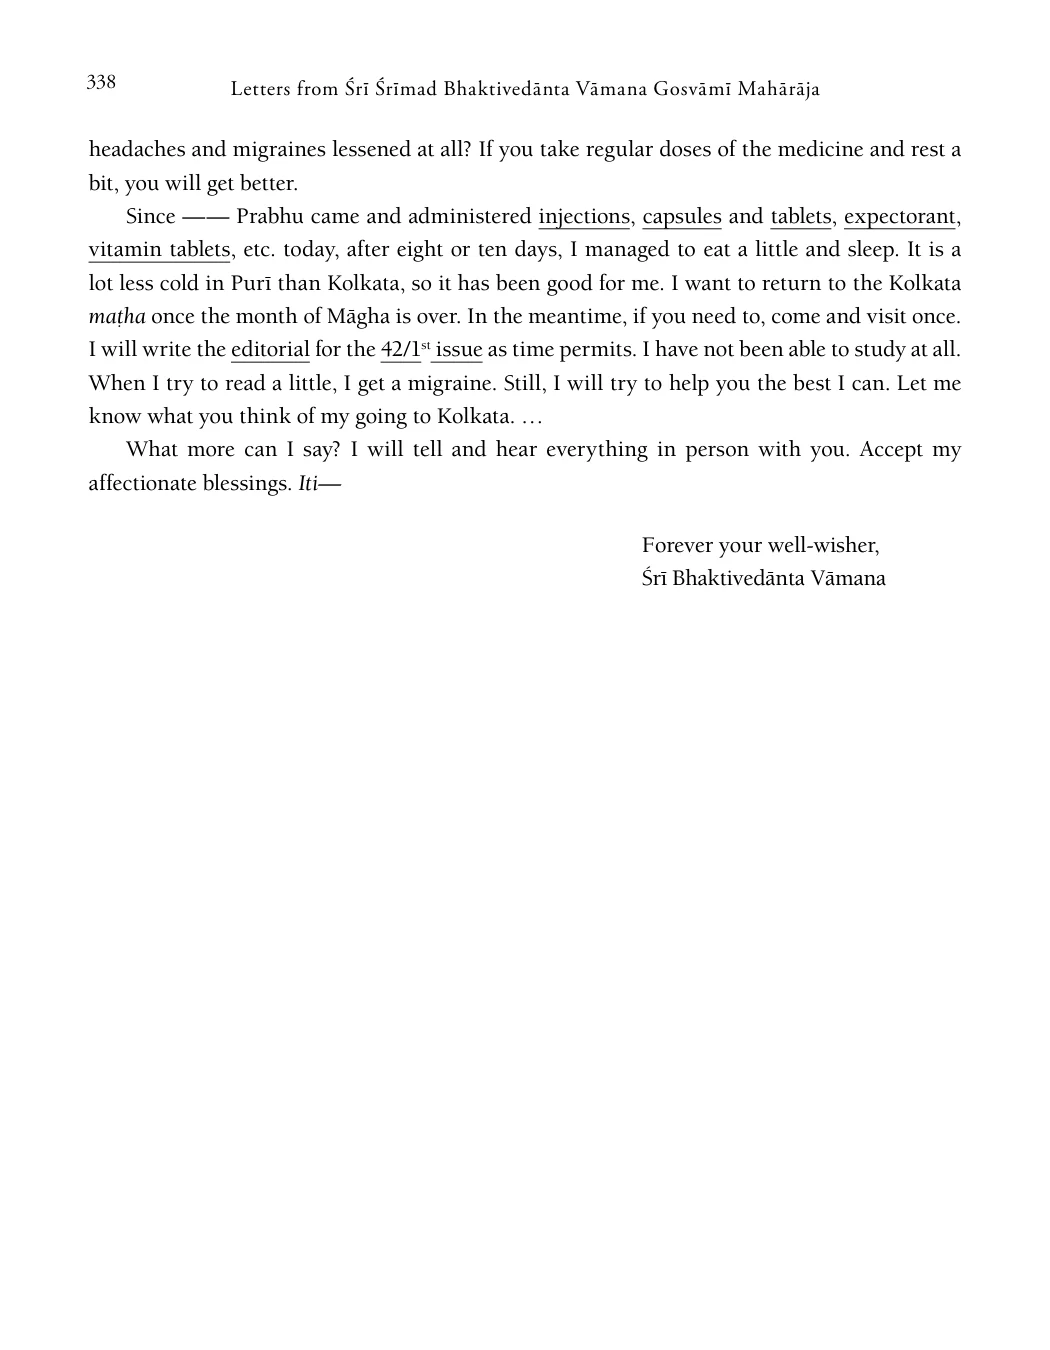 338
Letters from Śrī Śrīmad Bhaktivedānta Vāmana Gosvāmī Mahārāja
headaches and migraines lessened at all? If you take regular doses of the medicine and rest a
bit, you will get better.
Since —— Prabhu came and administered injections, capsules and tablets, expectorant,
vitamin tablets, etc. today, after eight or ten days, I managed to eat a little and sleep. It is a
lot less cold in Purī than Kolkata, so it has been good for me. I want to return to the Kolkata
maṭha once the month of Māgha is over. In the meantime, if you need to, come and visit once.
I will write the editorial for the 42/1st issue as time permits. I have not been able to study at all.
When I try to read a little, I get a migraine. Still, I will try to help you the best I can. Let me
know what you think of my going to Kolkata. …
What more can I say? I will tell and hear everything in person with you. Accept my
affectionate blessings. Iti—
Forever your well-wisher,
Śrī Bhaktivedānta Vāmana